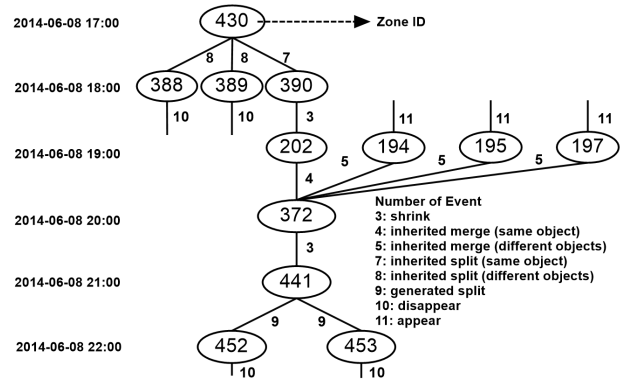 2014-06-08 17:00 430 Zone ID
8 8 7
2014-06-08 18:00 388 389 390
10 10 3 11 11 11
2014-06-08 19:00 202 194 195 197
4 5 5 5
2014-06-08 20:00 372
Number of Event
3: shrink
4: inherited merge (same object)
5: inherited merge (different objects)
7: inherited split (same object)
8: inherited split (different objects)
9: generated split
10: disappear
11: appear
3
2014-06-08 21:00 441
9 9
2014-06-08 22:00 452 453
10 10